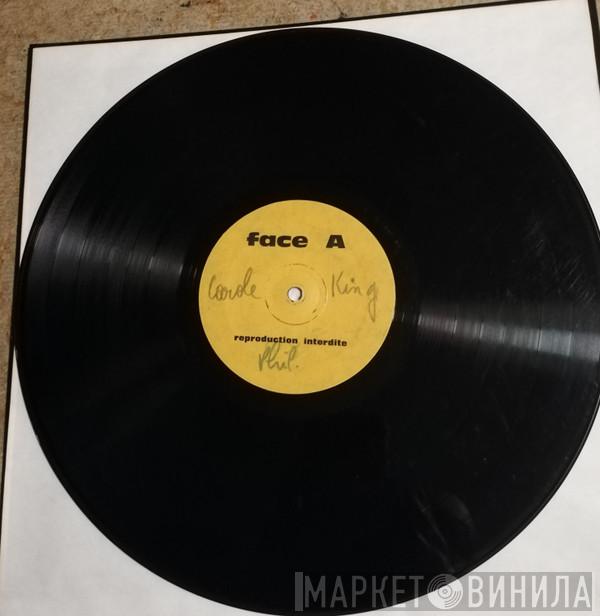 face A
Carole King
reproduction interdite
Phil.
МАРКЕТ ВИНИЛА